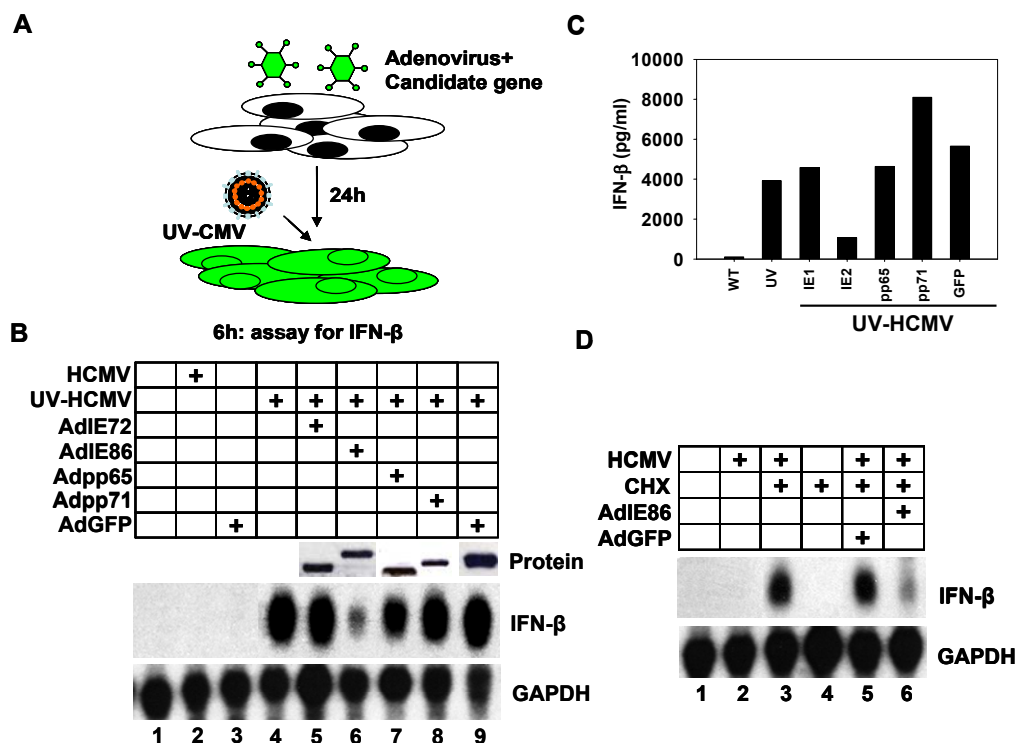 A
Adenovirus+
Candidate gene
24h
UV-CMV
6h: assay for IFN-β
B
HCMV +
UV-HCMV + + + + + +
AdIE72 +
AdIE86 +
Adpp65 +
Adpp71 +
AdGFP + +
Protein
IFN-β
GAPDH
1 2 3 4 5 6 7 8 9
C
IFN-β (pg/ml)
10000
8000
6000
4000
2000
0
WT UV IE1 IE2 pp65 pp71 GFP
UV-HCMV
D
HCMV + + + +
CHX + + + +
AdIE86 +
AdGFP +
IFN-β
GAPDH
1 2 3 4 5 6